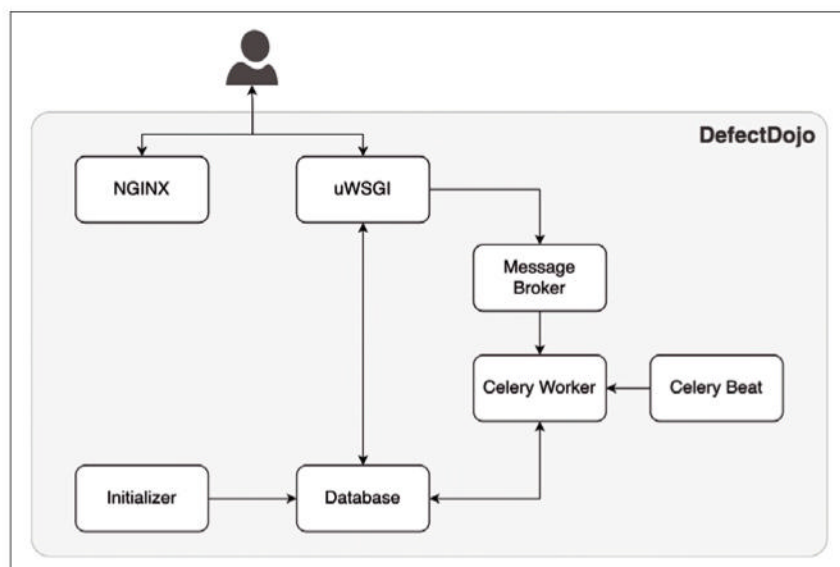 DefectDojo
NGINX
uWSGI
Message
Broker
Celery Worker
Celery Beat
Initializer
Database